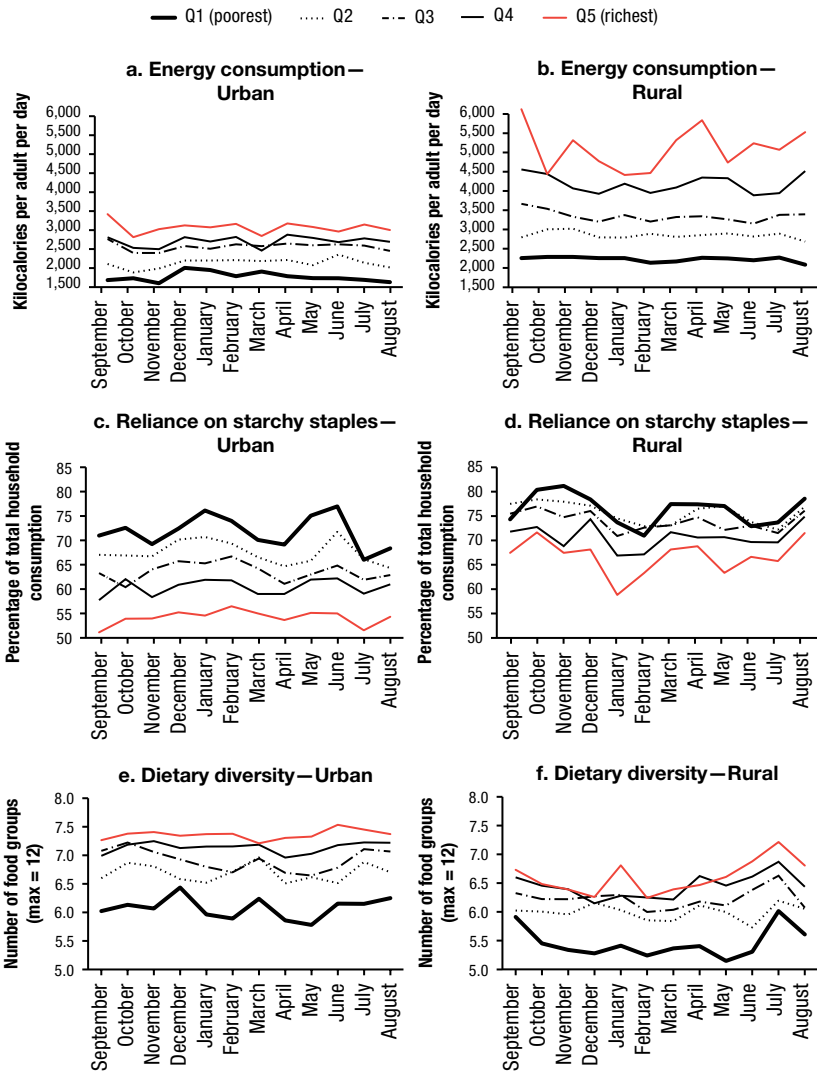 Q1 (poorest) Q2 Q3 Q4 Q5 (richest)
a. Energy consumption—
Urban
Kilocalories per adult per day
6,000
5,500
5,000
4,500
4,000
3,500
3,000
2,500
2,000
1,500
September
October
November
December
January
February
March
April
May
June
July
August
b. Energy consumption—
Rural
Kilocalories per adult per day
6,000
5,500
5,000
4,500
4,000
3,500
3,000
2,500
2,000
1,500
September
October
November
December
January
February
March
April
May
June
July
August
c. Reliance on starchy staples—
Urban
Percentage of total household
consumption
85
80
75
70
65
60
55
50
September
October
November
December
January
February
March
April
May
June
July
August
d. Reliance on starchy staples—
Rural
Percentage of total household
consumption
85
80
75
70
65
60
55
50
September
October
November
December
January
February
March
April
May
June
July
August
e. Dietary diversity—Urban
Number of food groups
(max = 12)
8.0
7.5
7.0
6.5
6.0
5.5
5.0
September
October
November
December
January
February
March
April
May
June
July
August
f. Dietary diversity—Rural
Number of food groups
(max = 12)
8.0
7.5
7.0
6.5
6.0
5.5
5.0
September
October
November
December
January
February
March
April
May
June
July
August